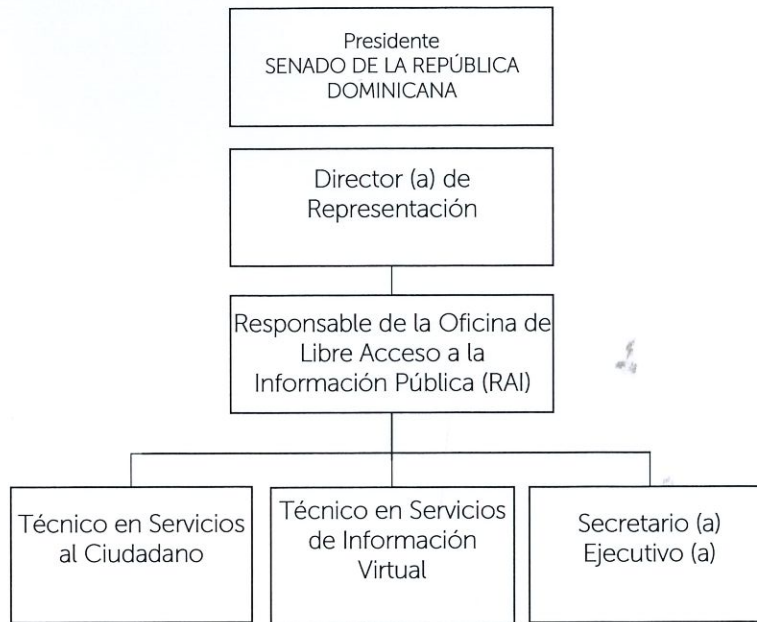 Presidente
SENADO DE LA REPÚBLICA
DOMINICANA
Director (a) de
Representación
Responsable de la Oficina de
Libre Acceso a la
Información Pública (RAI)
Técnico en Servicios
al Ciudadano
Técnico en Servicios
de Información
Virtual
Secretario (a)
Ejecutivo (a)